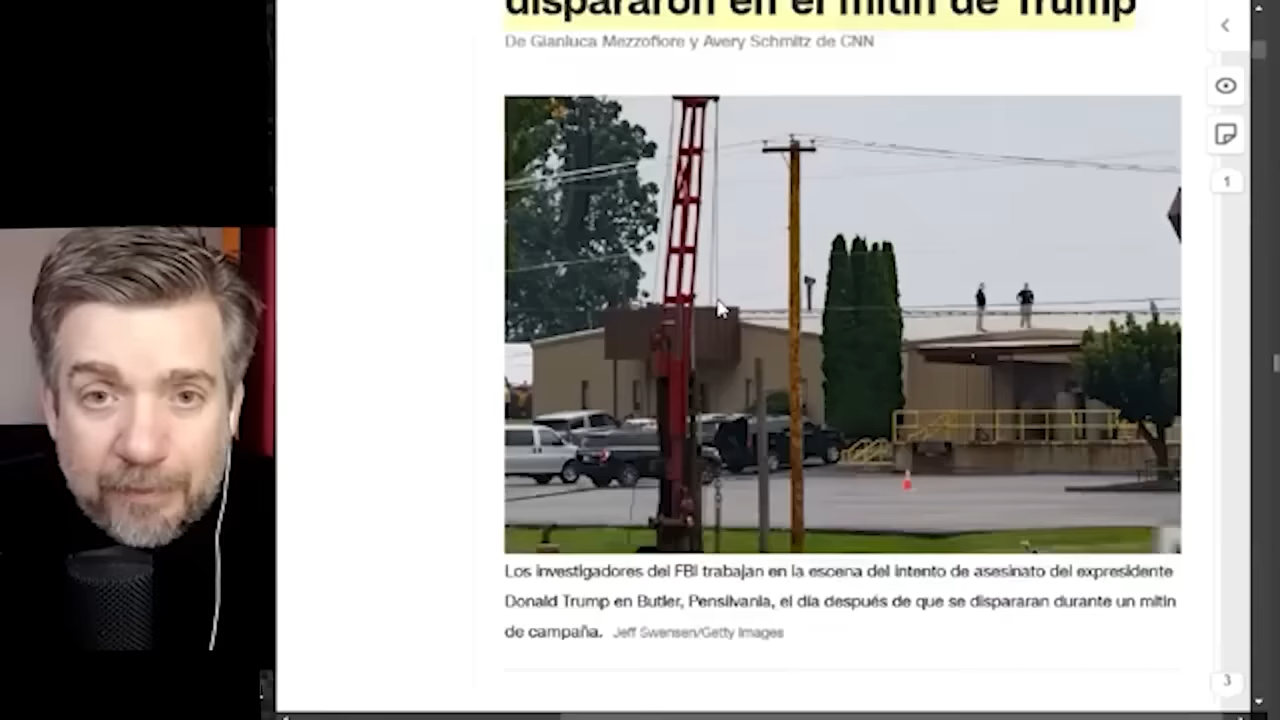 dispararon en el mitin de Trump
De Gianluca Mezzofiore y Avery Schmitz de CNN
1
Los investigadores del FBI trabajan en la escena del intento de asesinato del expresidente
Donald Trump en Butler, Pensilvania, el día después de que se dispararan durante un mitin
de campaña. Jeff Swensen/Getty Images
3